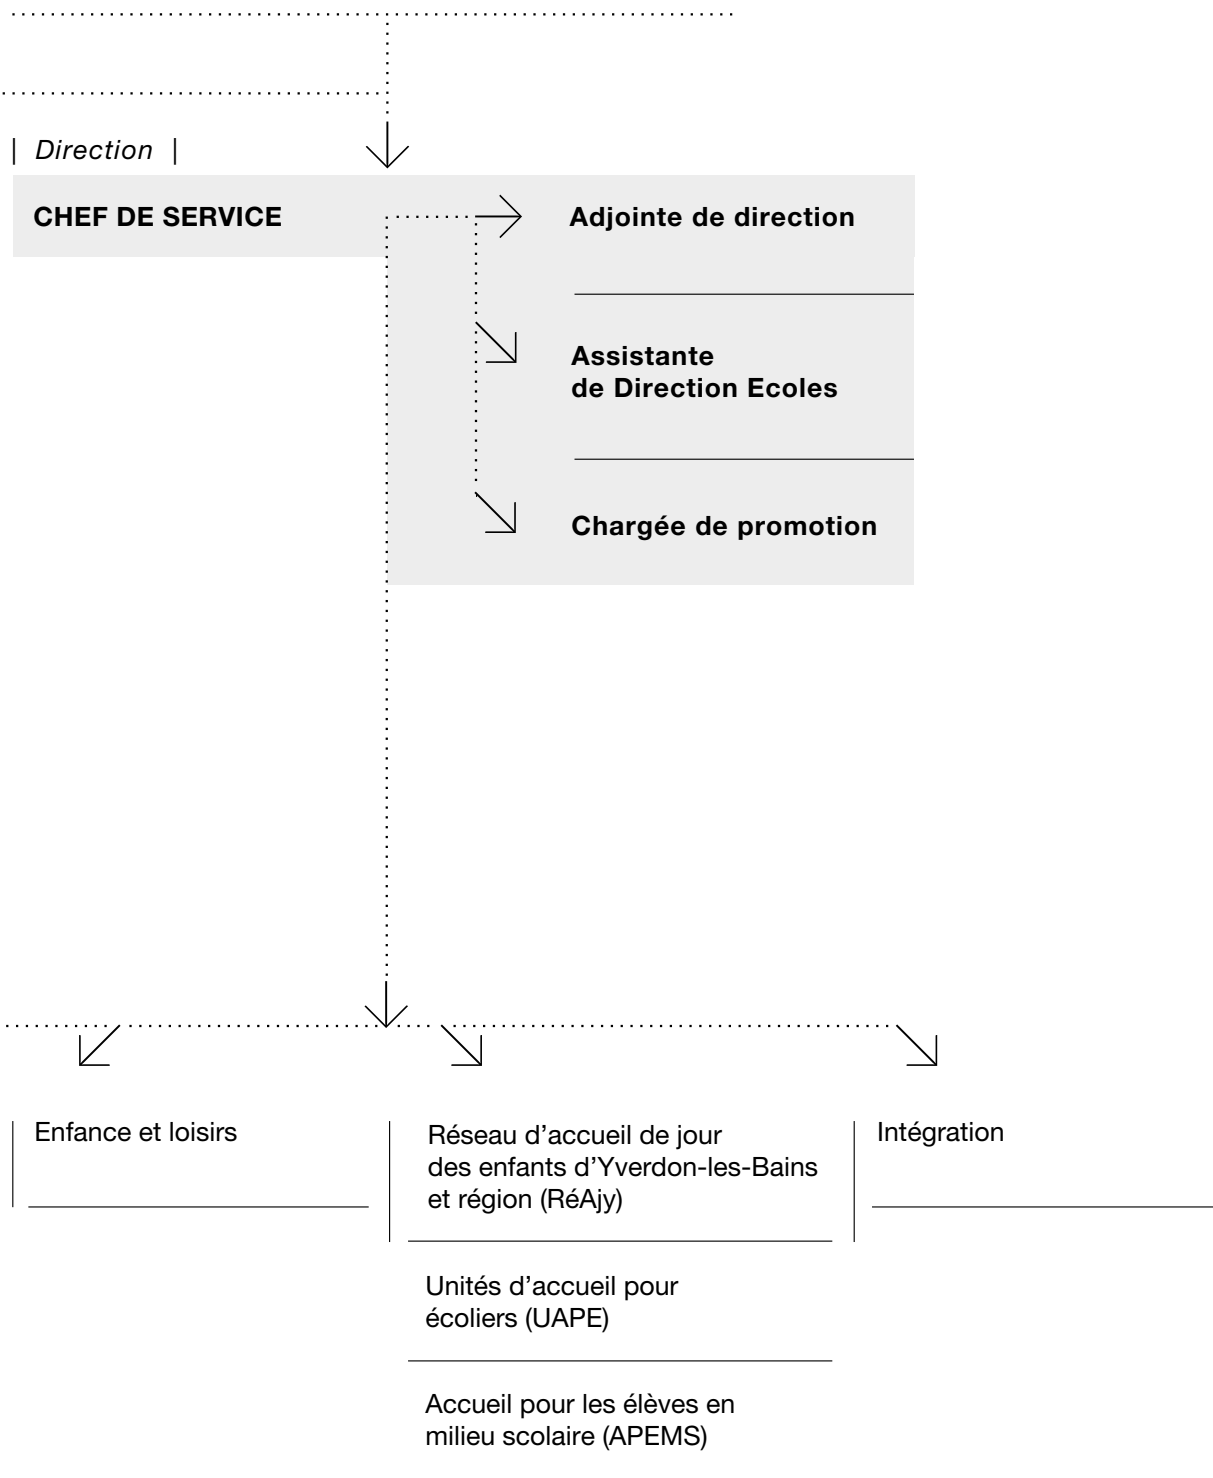 | Direction |
CHEF DE SERVICE
Adjointe de direction
Assistante
de Direction Ecoles
Chargée de promotion
Enfance et loisirs
Réseau d’accueil de jour
des enfants d’Yverdon-les-Bains
et région (RéAjy)
Unités d’accueil pour
écoliers (UAPE)
Accueil pour les élèves en
milieu scolaire (APEMS)
Intégration